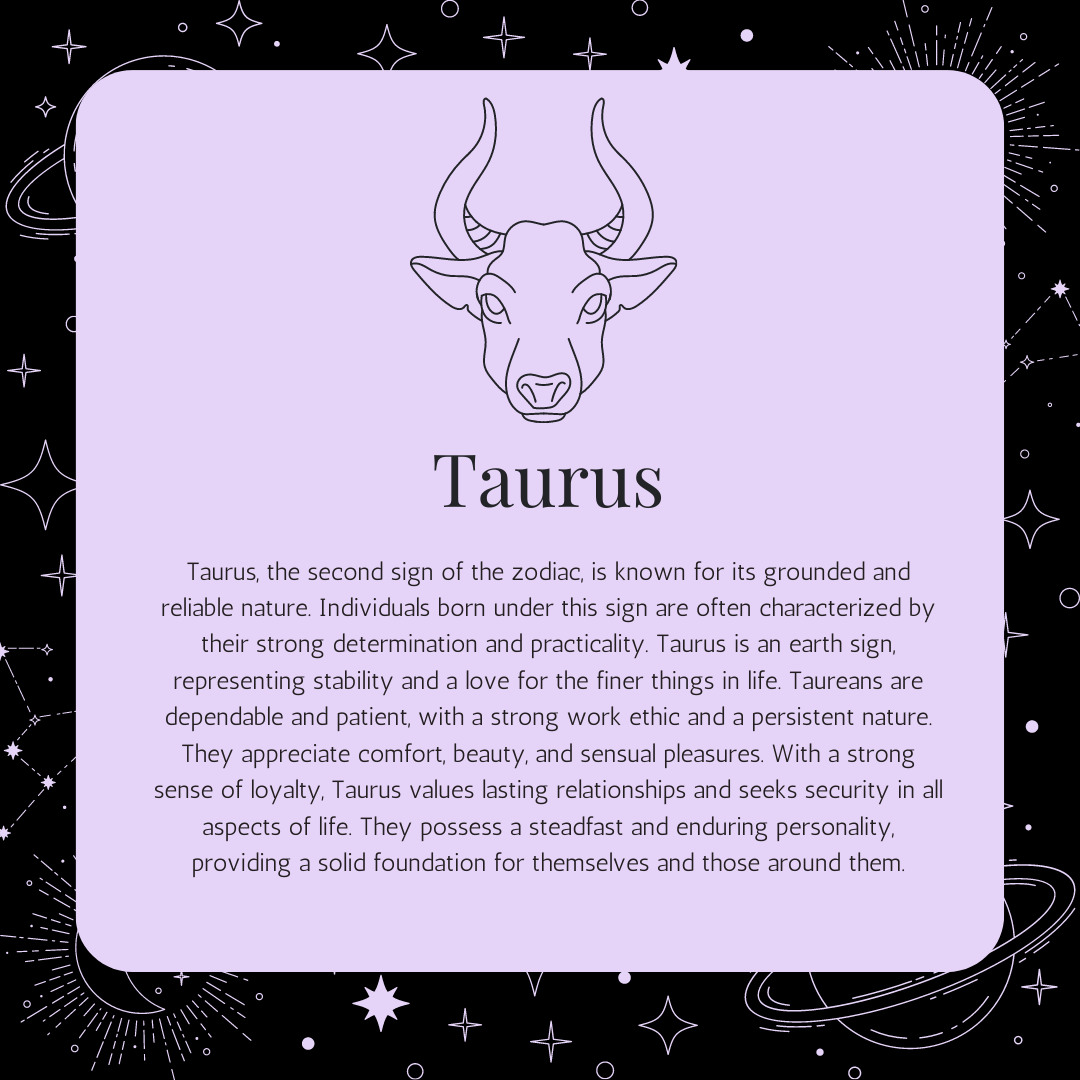 Taurus
Taurus, the second sign of the zodiac, is known for its grounded and
reliable nature. Individuals born under this sign are often characterized by
their strong determination and practicality. Taurus is an earth sign,
representing stability and a love for the finer things in life. Taureans are
dependable and patient, with a strong work ethic and a persistent nature.
They appreciate comfort, beauty, and sensual pleasures. With a strong
sense of loyalty, Taurus values lasting relationships and seeks security in all
aspects of life. They possess a steadfast and enduring personality,
providing a solid foundation for themselves and those around them.